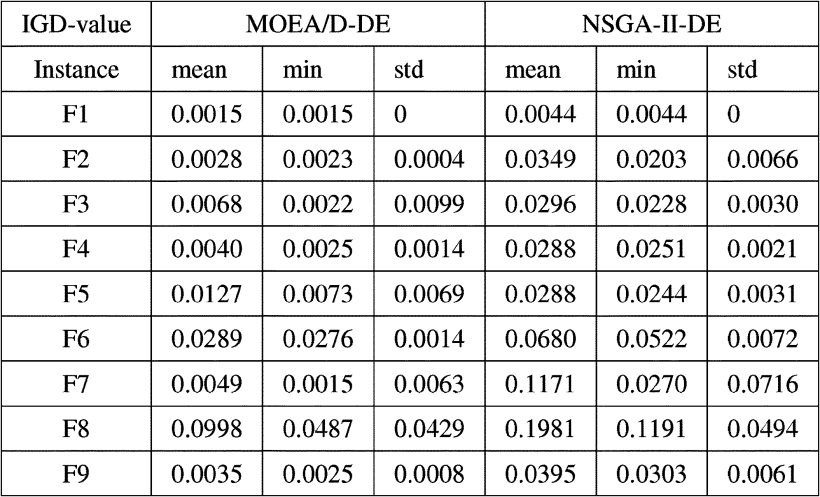 IGD-value MOEA/D-DE NSGA-II-DE
Instance mean min std mean min std
F1 0.0015 0.0015 0 0.0044 0.0044 0
F2 0.0028 0.0023 0.0004 0.0349 0.0203 0.0066
F3 0.0068 0.0022 0.0099 0.0296 0.0228 0.0030
F4 0.0040 0.0025 0.0014 0.0288 0.0251 0.0021
F5 0.0127 0.0073 0.0069 0.0288 0.0244 0.0031
F6 0.0289 0.0276 0.0014 0.0680 0.0522 0.0072
F7 0.0049 0.0015 0.0063 0.1171 0.0270 0.0716
F8 0.0998 0.0487 0.0429 0.1981 0.1191 0.0494
F9 0.0035 0.0025 0.0008 0.0395 0.0303 0.0061